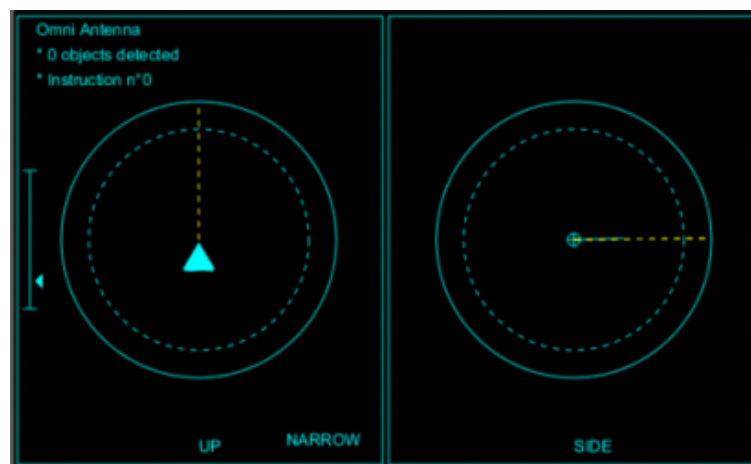 Omni Antenna
* 0 objects detected
* Instruction n°0
UP
NARROW
SIDE